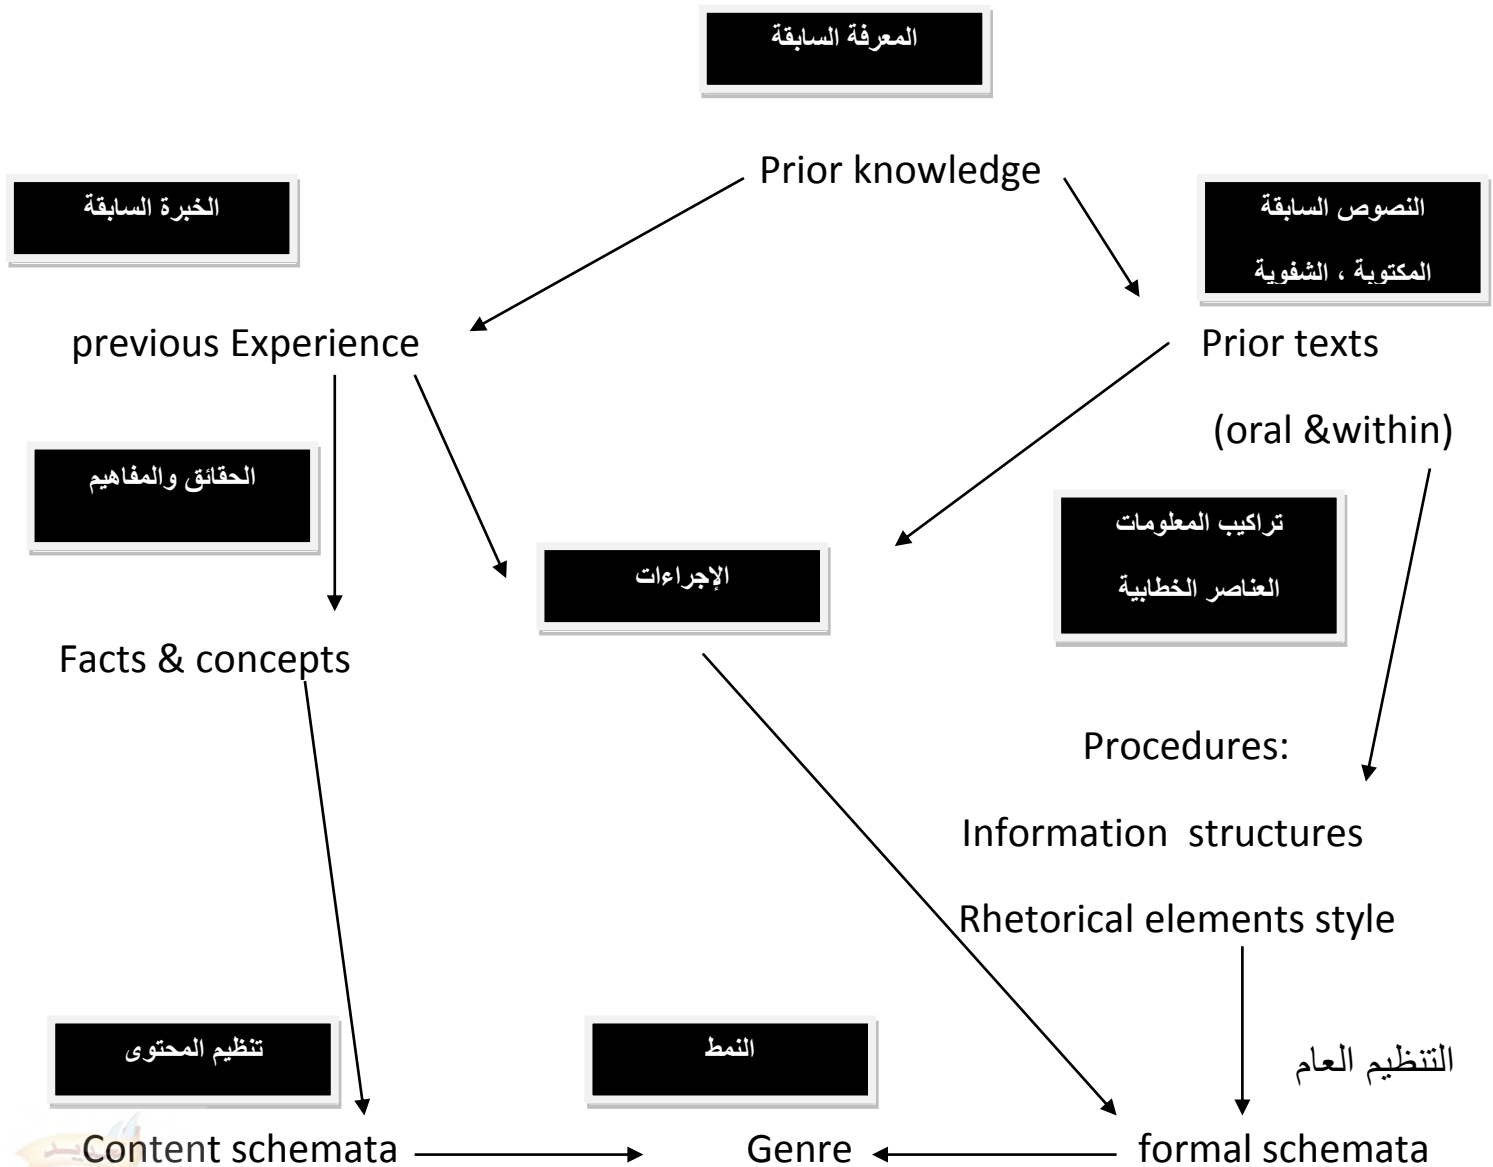 المعرفة السابقة
Prior knowledge
الخبرة السابقة
النصوص السابقة
المكتوبة ، الشفوية
previous Experience
Prior texts
(oral &within)
الحقائق والمفاهيم
تراكيب المعلومات
العناصر الخطابية
الإجراءات
Facts & concepts
Procedures:
Information structures
Rhetorical elements style
تنظيم المحتوى
النمط
التنظيم العام
Content schemata
Genre
formal schemata